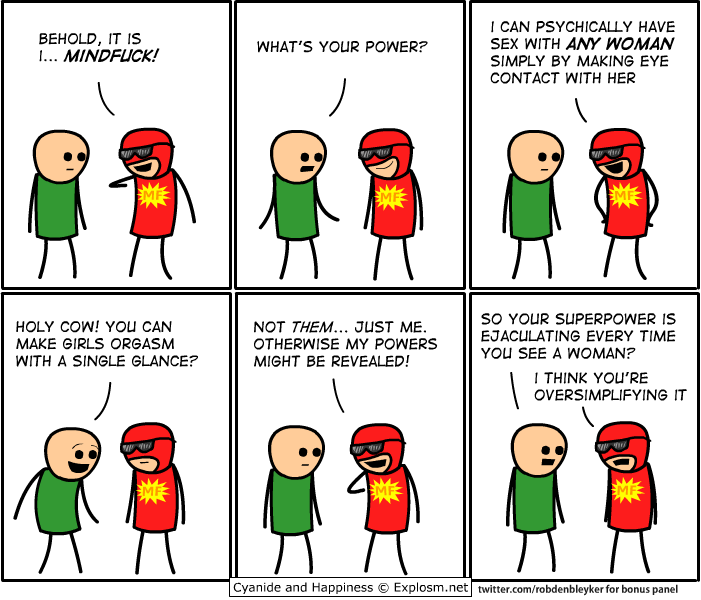 BEHOLD, IT IS
I... MINDFUCK!
WHAT'S YOUR POWER?
I CAN PSYCHICALLY HAVE
SEX WITH ANY WOMAN
SIMPLY BY MAKING EYE
CONTACT WITH HER
MF
MF
MF
HOLY COW! YOU CAN
MAKE GIRLS ORGASM
WITH A SINGLE GLANCE?
NOT THEM... JUST ME.
OTHERWISE MY POWERS
MIGHT BE REVEALED!
SO YOUR SUPERPOWER IS
EJACULATING EVERY TIME
YOU SEE A WOMAN?
I THINK YOU'RE
OVERSIMPLIFYING IT
MF
MF
MF
Cyanide and Happiness © Explosm.net
twitter.com/robdenbleyker for bonus panel